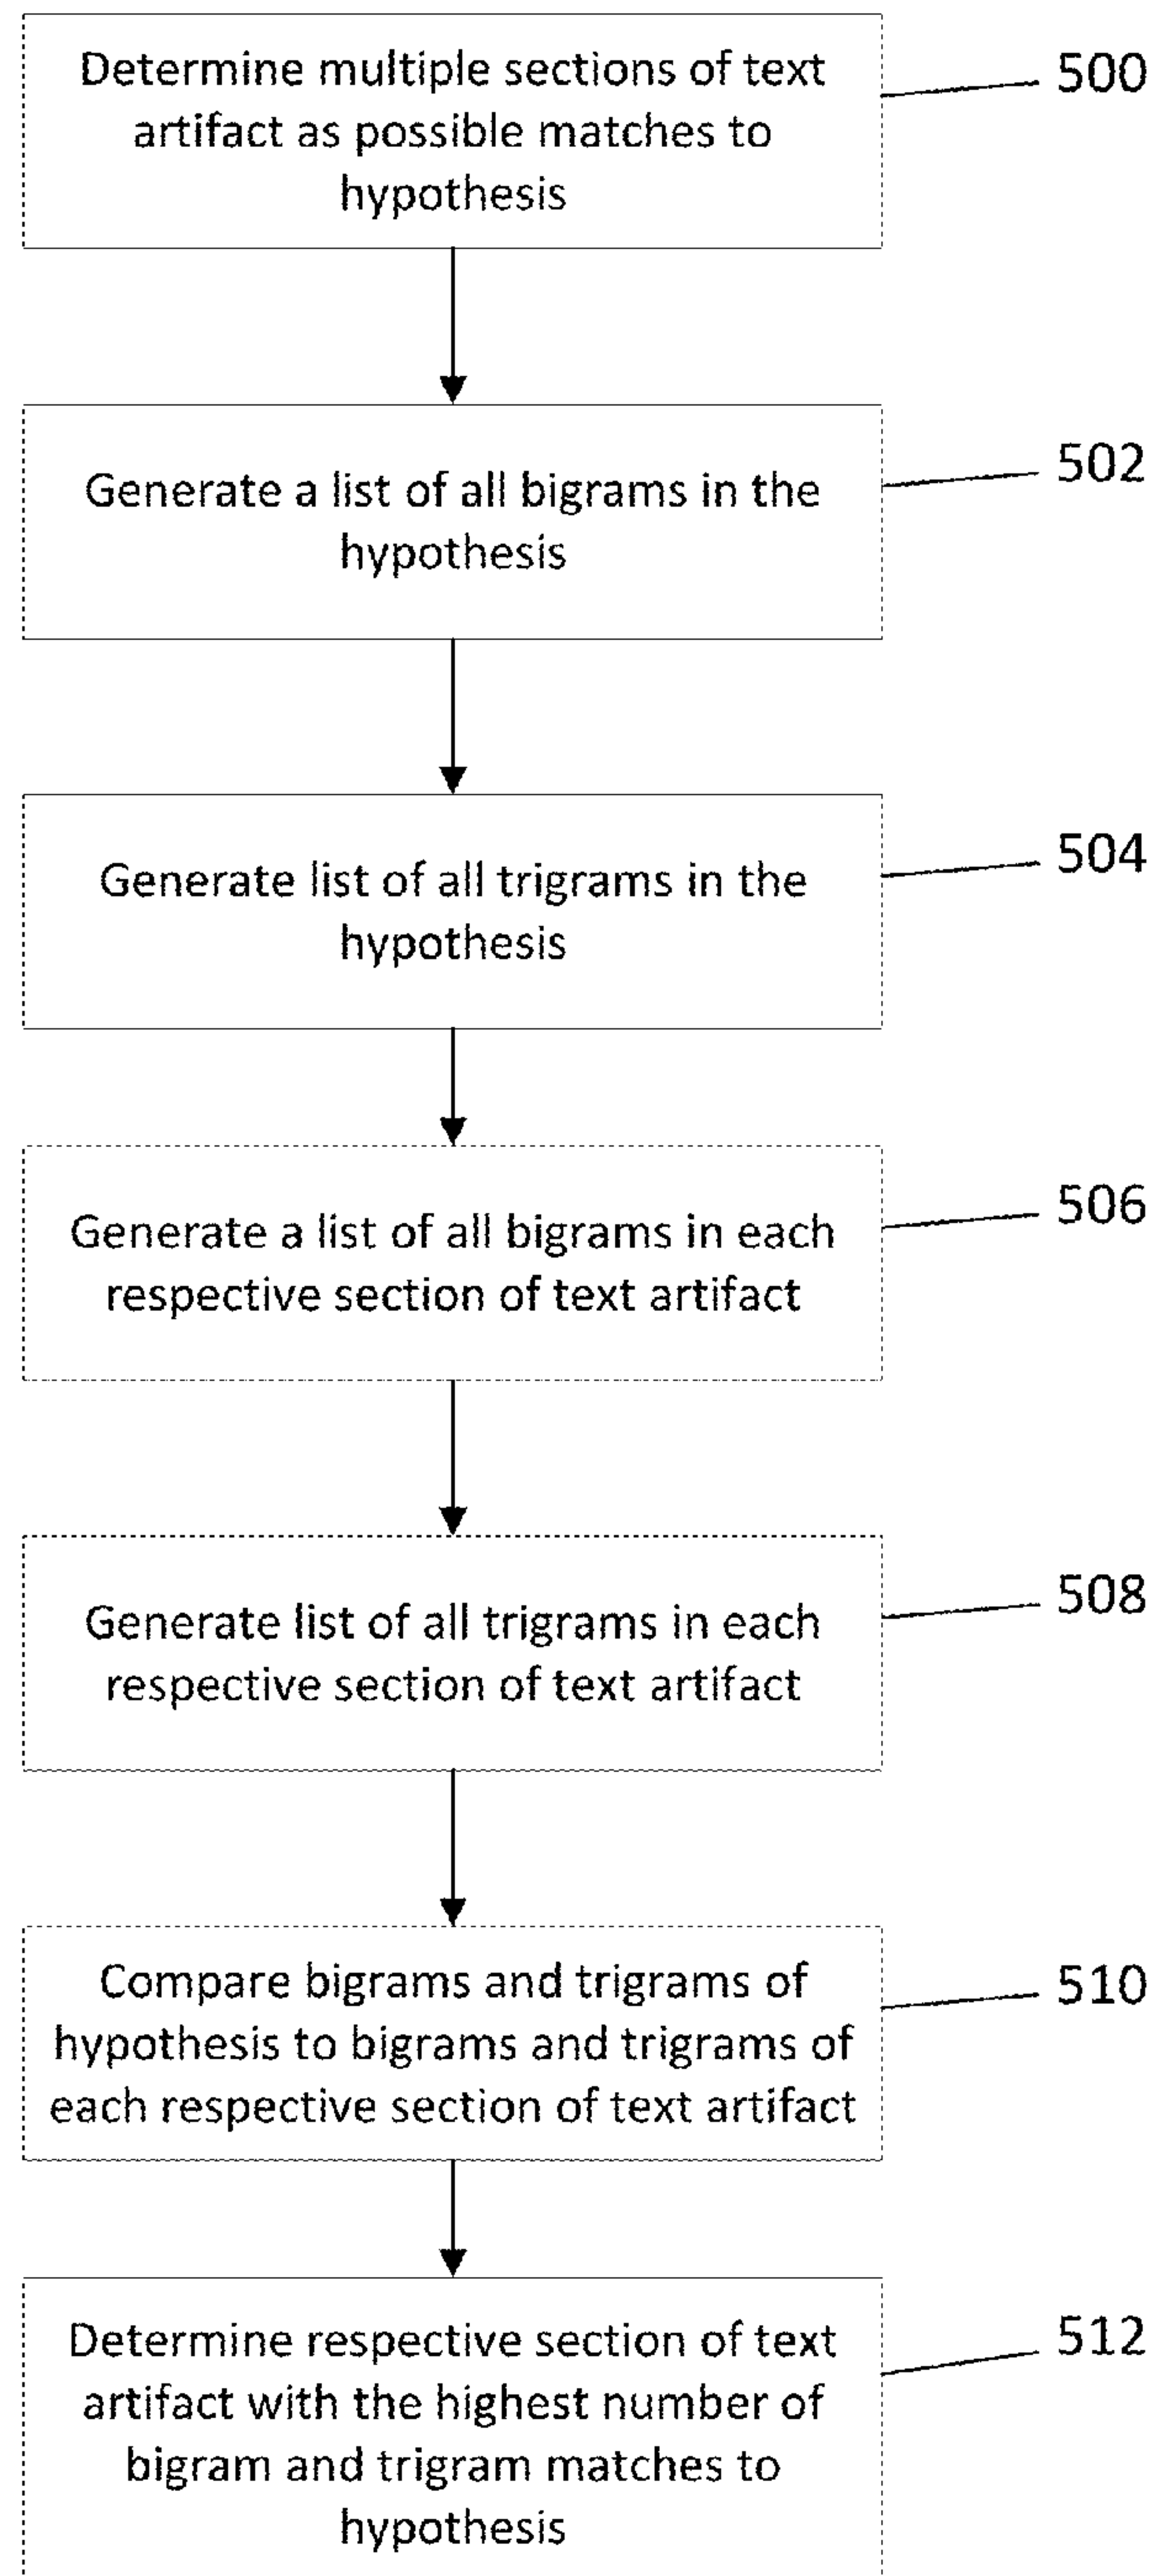 Determine multiple sections of text
artifact as possible matches to
hypothesis
500
Generate a list of all bigrams in the
hypothesis
502
Generate list of all trigrams in the
hypothesis
504
Generate a list of all bigrams in each
respective section of text artifact
506
Generate list of all trigrams in each
respective section of text artifact
508
Compare bigrams and trigrams of
hypothesis to bigrams and trigrams of
each respective section of text artifact
510
Determine respective section of text
artifact with the highest number of
bigram and trigram matches to
hypothesis
512